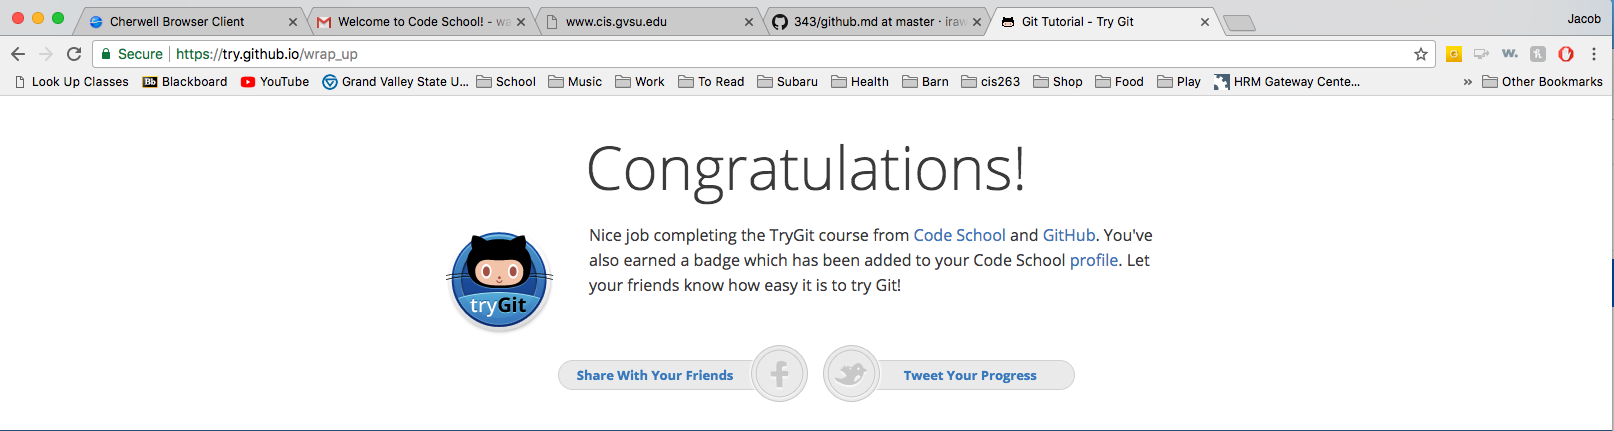 Cherwell Browser Client
Welcome to Code School! - wa
www.cis.gvsu.edu
343/github.md at master · iraw
Git Tutorial - Try Git
Jacob
Secure
https://try.github.io/wrap_up
Look Up Classes
Bb Blackboard
YouTube
Grand Valley State U...
School
Music
Work
To Read
Subaru
Health
Barn
cis263
Shop
Food
Play
HRM Gateway Cente...
» Other Bookmarks
Congratulations!
Nice job completing the TryGit course from Code School and GitHub. You've
also earned a badge which has been added to your Code School profile. Let
your friends know how easy it is to try Git!
tryGit
Share With Your Friends
Tweet Your Progress